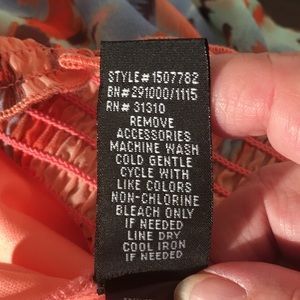 STYLE# 1507782
BN# 291000/1115
RN# 31310
REMOVE
ACCESSORIES
MACHINE WASH
COLD GENTLE
CYCLE WITH
LIKE COLORS
NON-CHLORINE
BLEACH ONLY
IF NEEDED
LINE DRY
COOL IRON
IF NEEDED